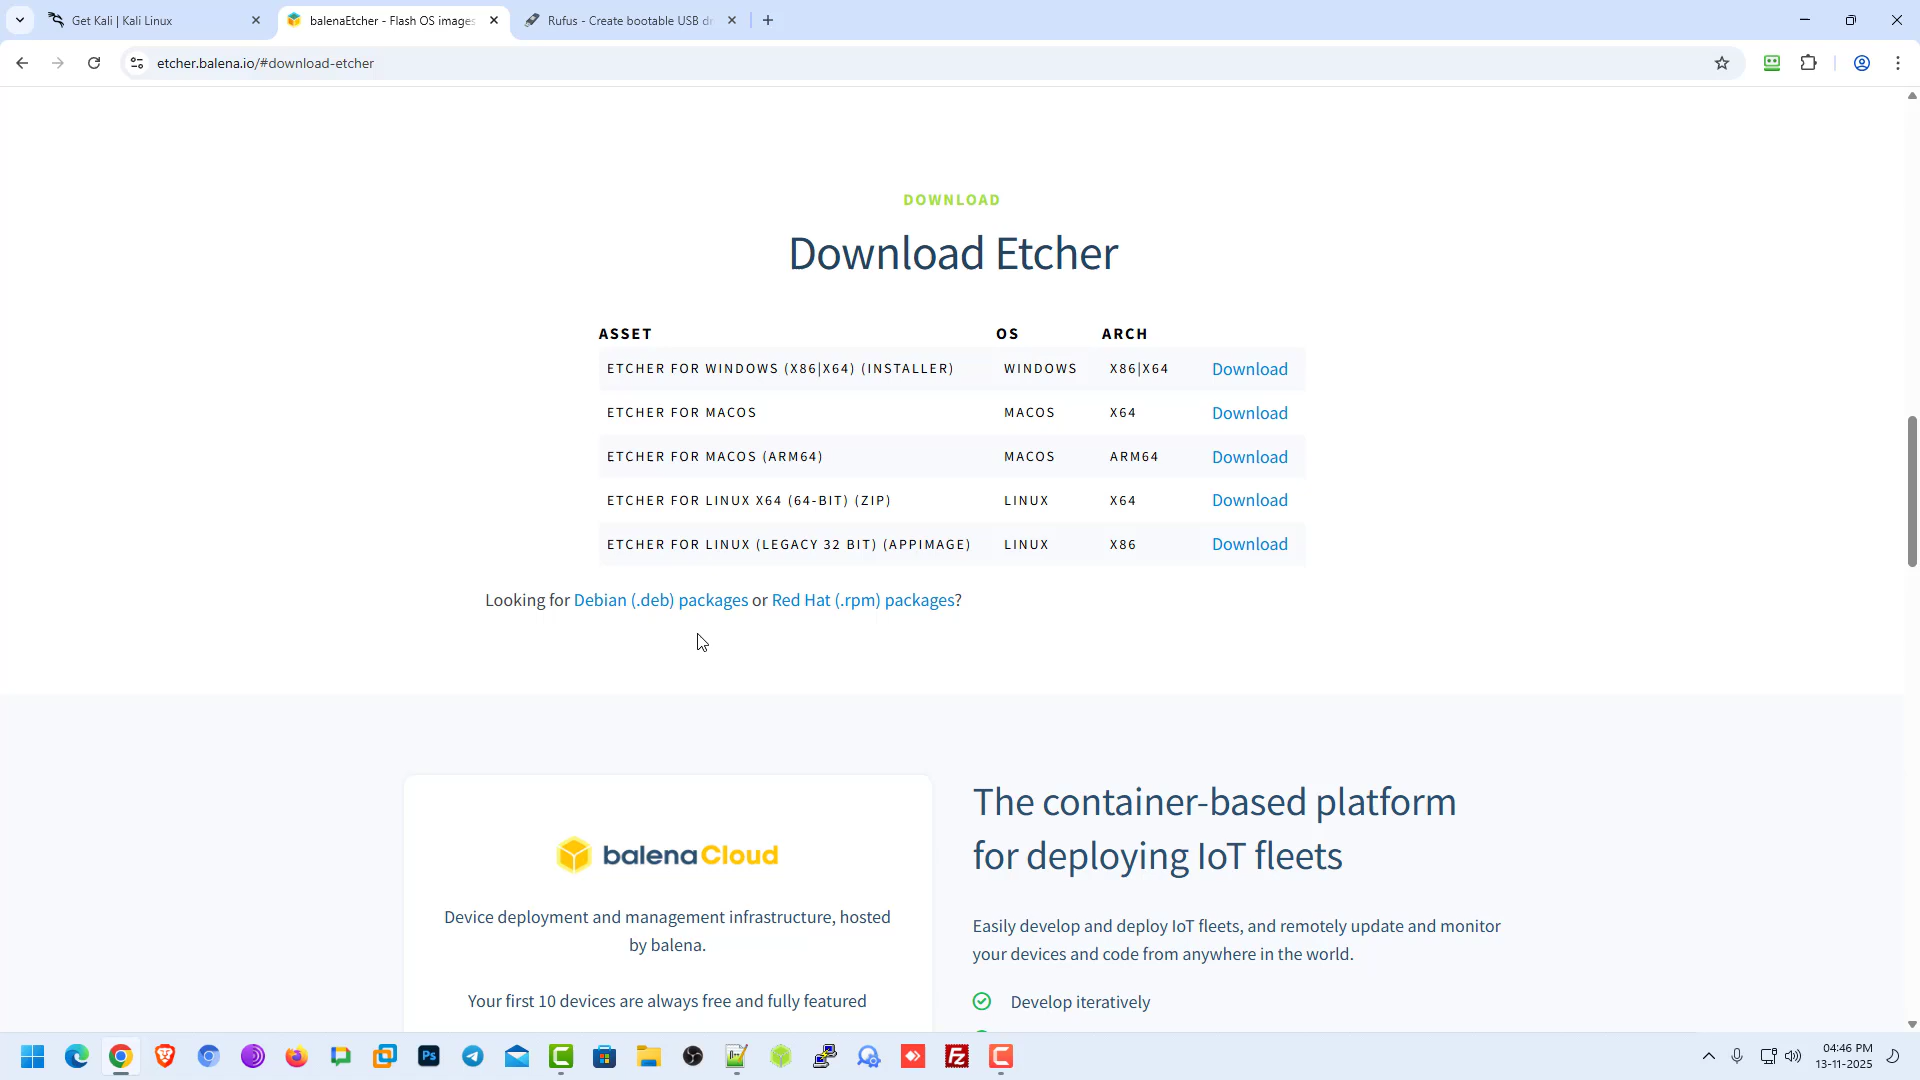 Get Kali | Kali Linux
balenaEtcher - Flash OS images
Rufus - Create bootable USB dr
etcher.balena.io/#download-etcher
DOWNLOAD
Download Etcher
ASSET OS ARCH
ETCHER FOR WINDOWS (X86|X64) (INSTALLER) WINDOWS X86|X64 Download
ETCHER FOR MACOS MACOS X64 Download
ETCHER FOR MACOS (ARM64) MACOS ARM64 Download
ETCHER FOR LINUX X64 (64-BIT) (ZIP) LINUX X64 Download
ETCHER FOR LINUX (LEGACY 32 BIT) (APPIMAGE) LINUX X86 Download
Looking for Debian (.deb) packages or Red Hat (.rpm) packages?
balenaCloud
Device deployment and management infrastructure, hosted
by balena.
Your first 10 devices are always free and fully featured
The container-based platform
for deploying IoT fleets
Easily develop and deploy IoT fleets, and remotely update and monitor
your devices and code from anywhere in the world.
Develop iteratively
Ps
Fz
04:46 PM
13-11-2025